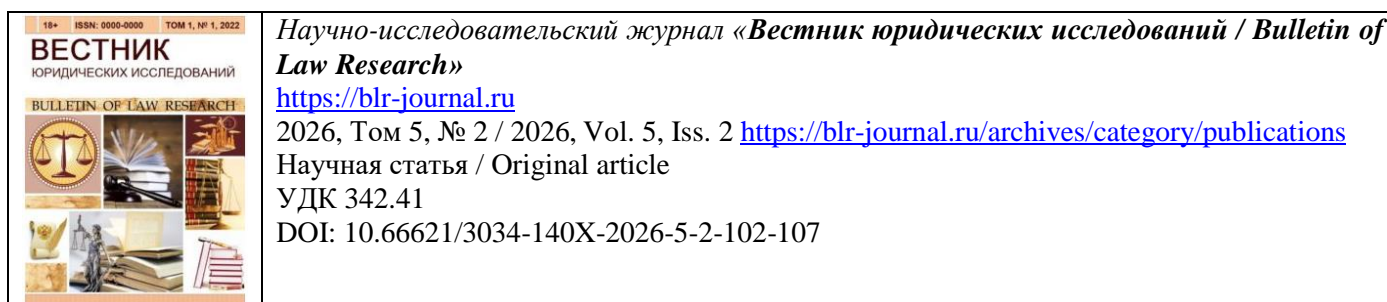 18+ ISSN: 0000-0000 ТОМ 1, № 1, 2022
ВЕСТНИК
ЮРИДИЧЕСКИХ ИССЛЕДОВАНИЙ
BULLETIN OF LAW RESEARCH
Научно-исследовательский журнал «Вестник юридических исследований / Bulletin of
Law Research»
https://blr-journal.ru
2026, Том 5, № 2 / 2026, Vol. 5, Iss. 2 https://blr-journal.ru/archives/category/publications
Научная статья / Original article
УДК 342.41
DOI: 10.66621/3034-140X-2026-5-2-102-107